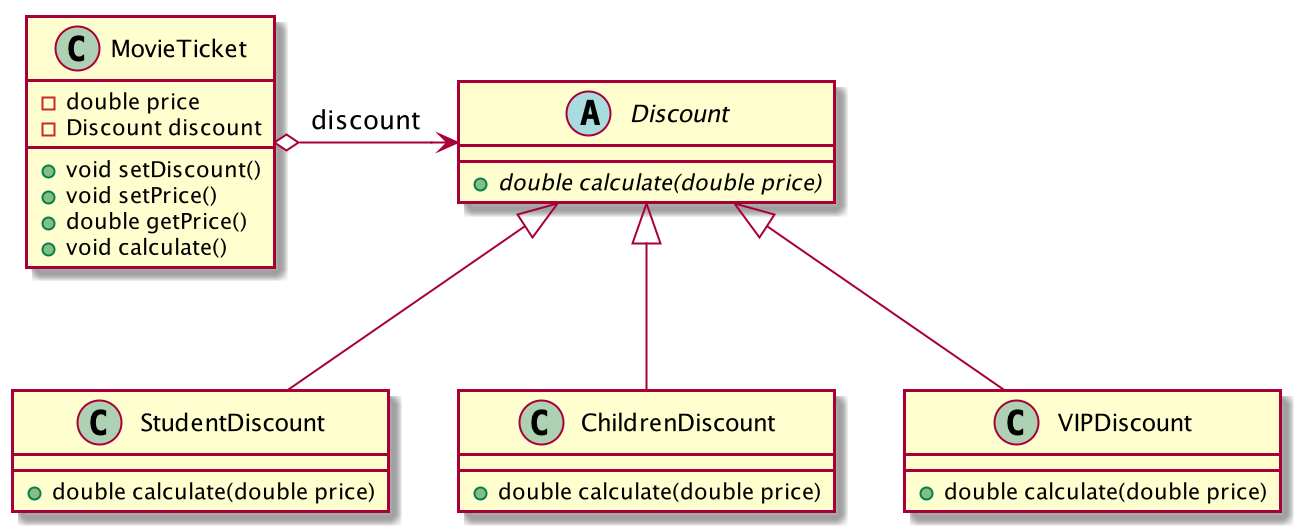 C MovieTicket
double price
Discount discount
void setDiscount()
void setPrice()
double getPrice()
void calculate()
discount
A Discount
double calculate(double price)
C StudentDiscount
double calculate(double price)
C ChildrenDiscount
double calculate(double price)
C VIPDiscount
double calculate(double price)